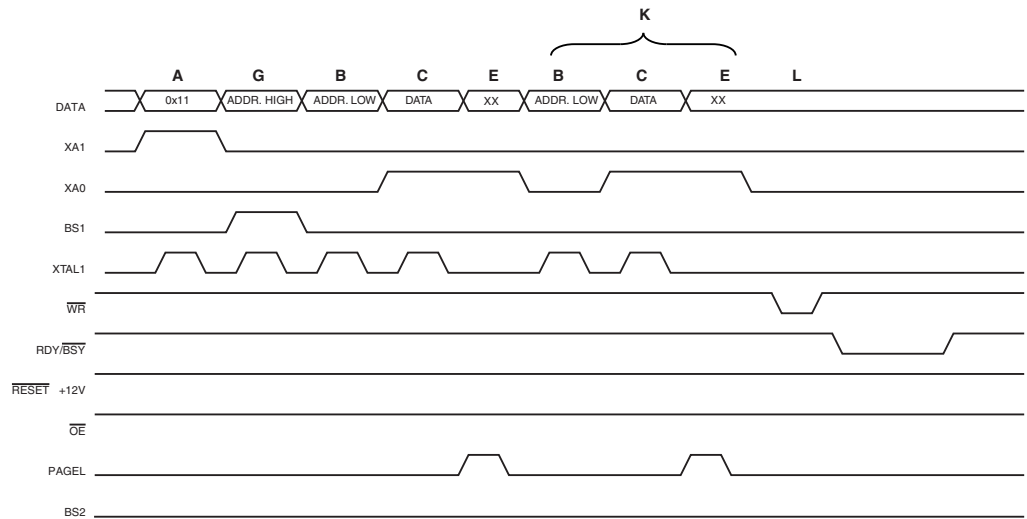 K
A G B C E B C E L
DATA 0x11 ADDR. HIGH ADDR. LOW DATA XX ADDR. LOW DATA XX
XA1
XA0
BS1
XTAL1
WR
RDY/BSY
RESET +12V
OE
PAGEL
BS2